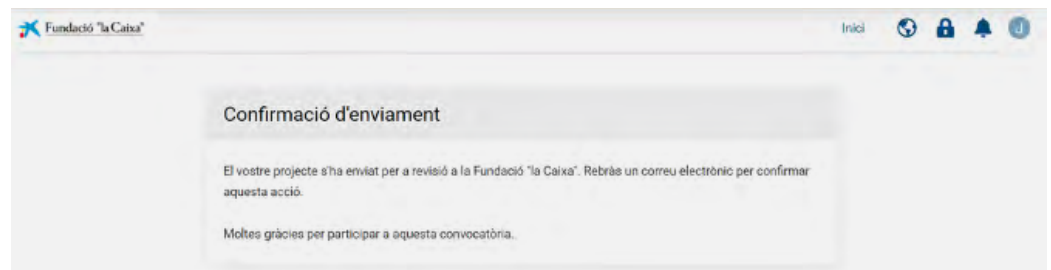 Fundació "la Caixa"
Inici
J
Confirmació d'enviament
El vostre projecte s'ha enviat per a revisió a la Fundació "la Caixa". Rebràs un correu electrònic per confirmar
aquesta acció.
Moltes gràcies per participar a aquesta convocatòria.